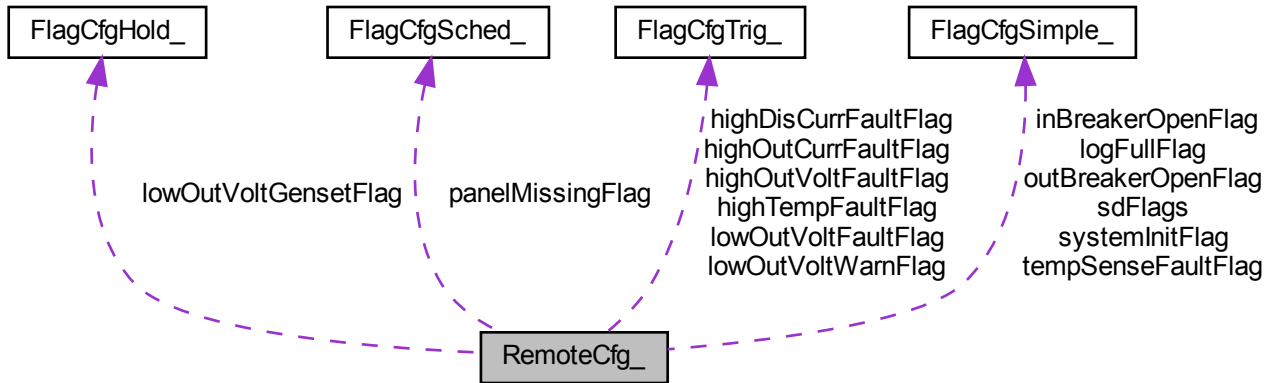 FlagCfgHold_
FlagCfgSched_
FlagCfgTrig_
FlagCfgSimple_
lowOutVoltGensetFlag
panelMissingFlag
highDisCurrFaultFlag
highOutCurrFaultFlag
highOutVoltFaultFlag
highTempFaultFlag
lowOutVoltFaultFlag
lowOutVoltWarnFlag
inBreakerOpenFlag
logFullFlag
outBreakerOpenFlag
sdFlags
systemInitFlag
tempSenseFaultFlag
RemoteCfg_